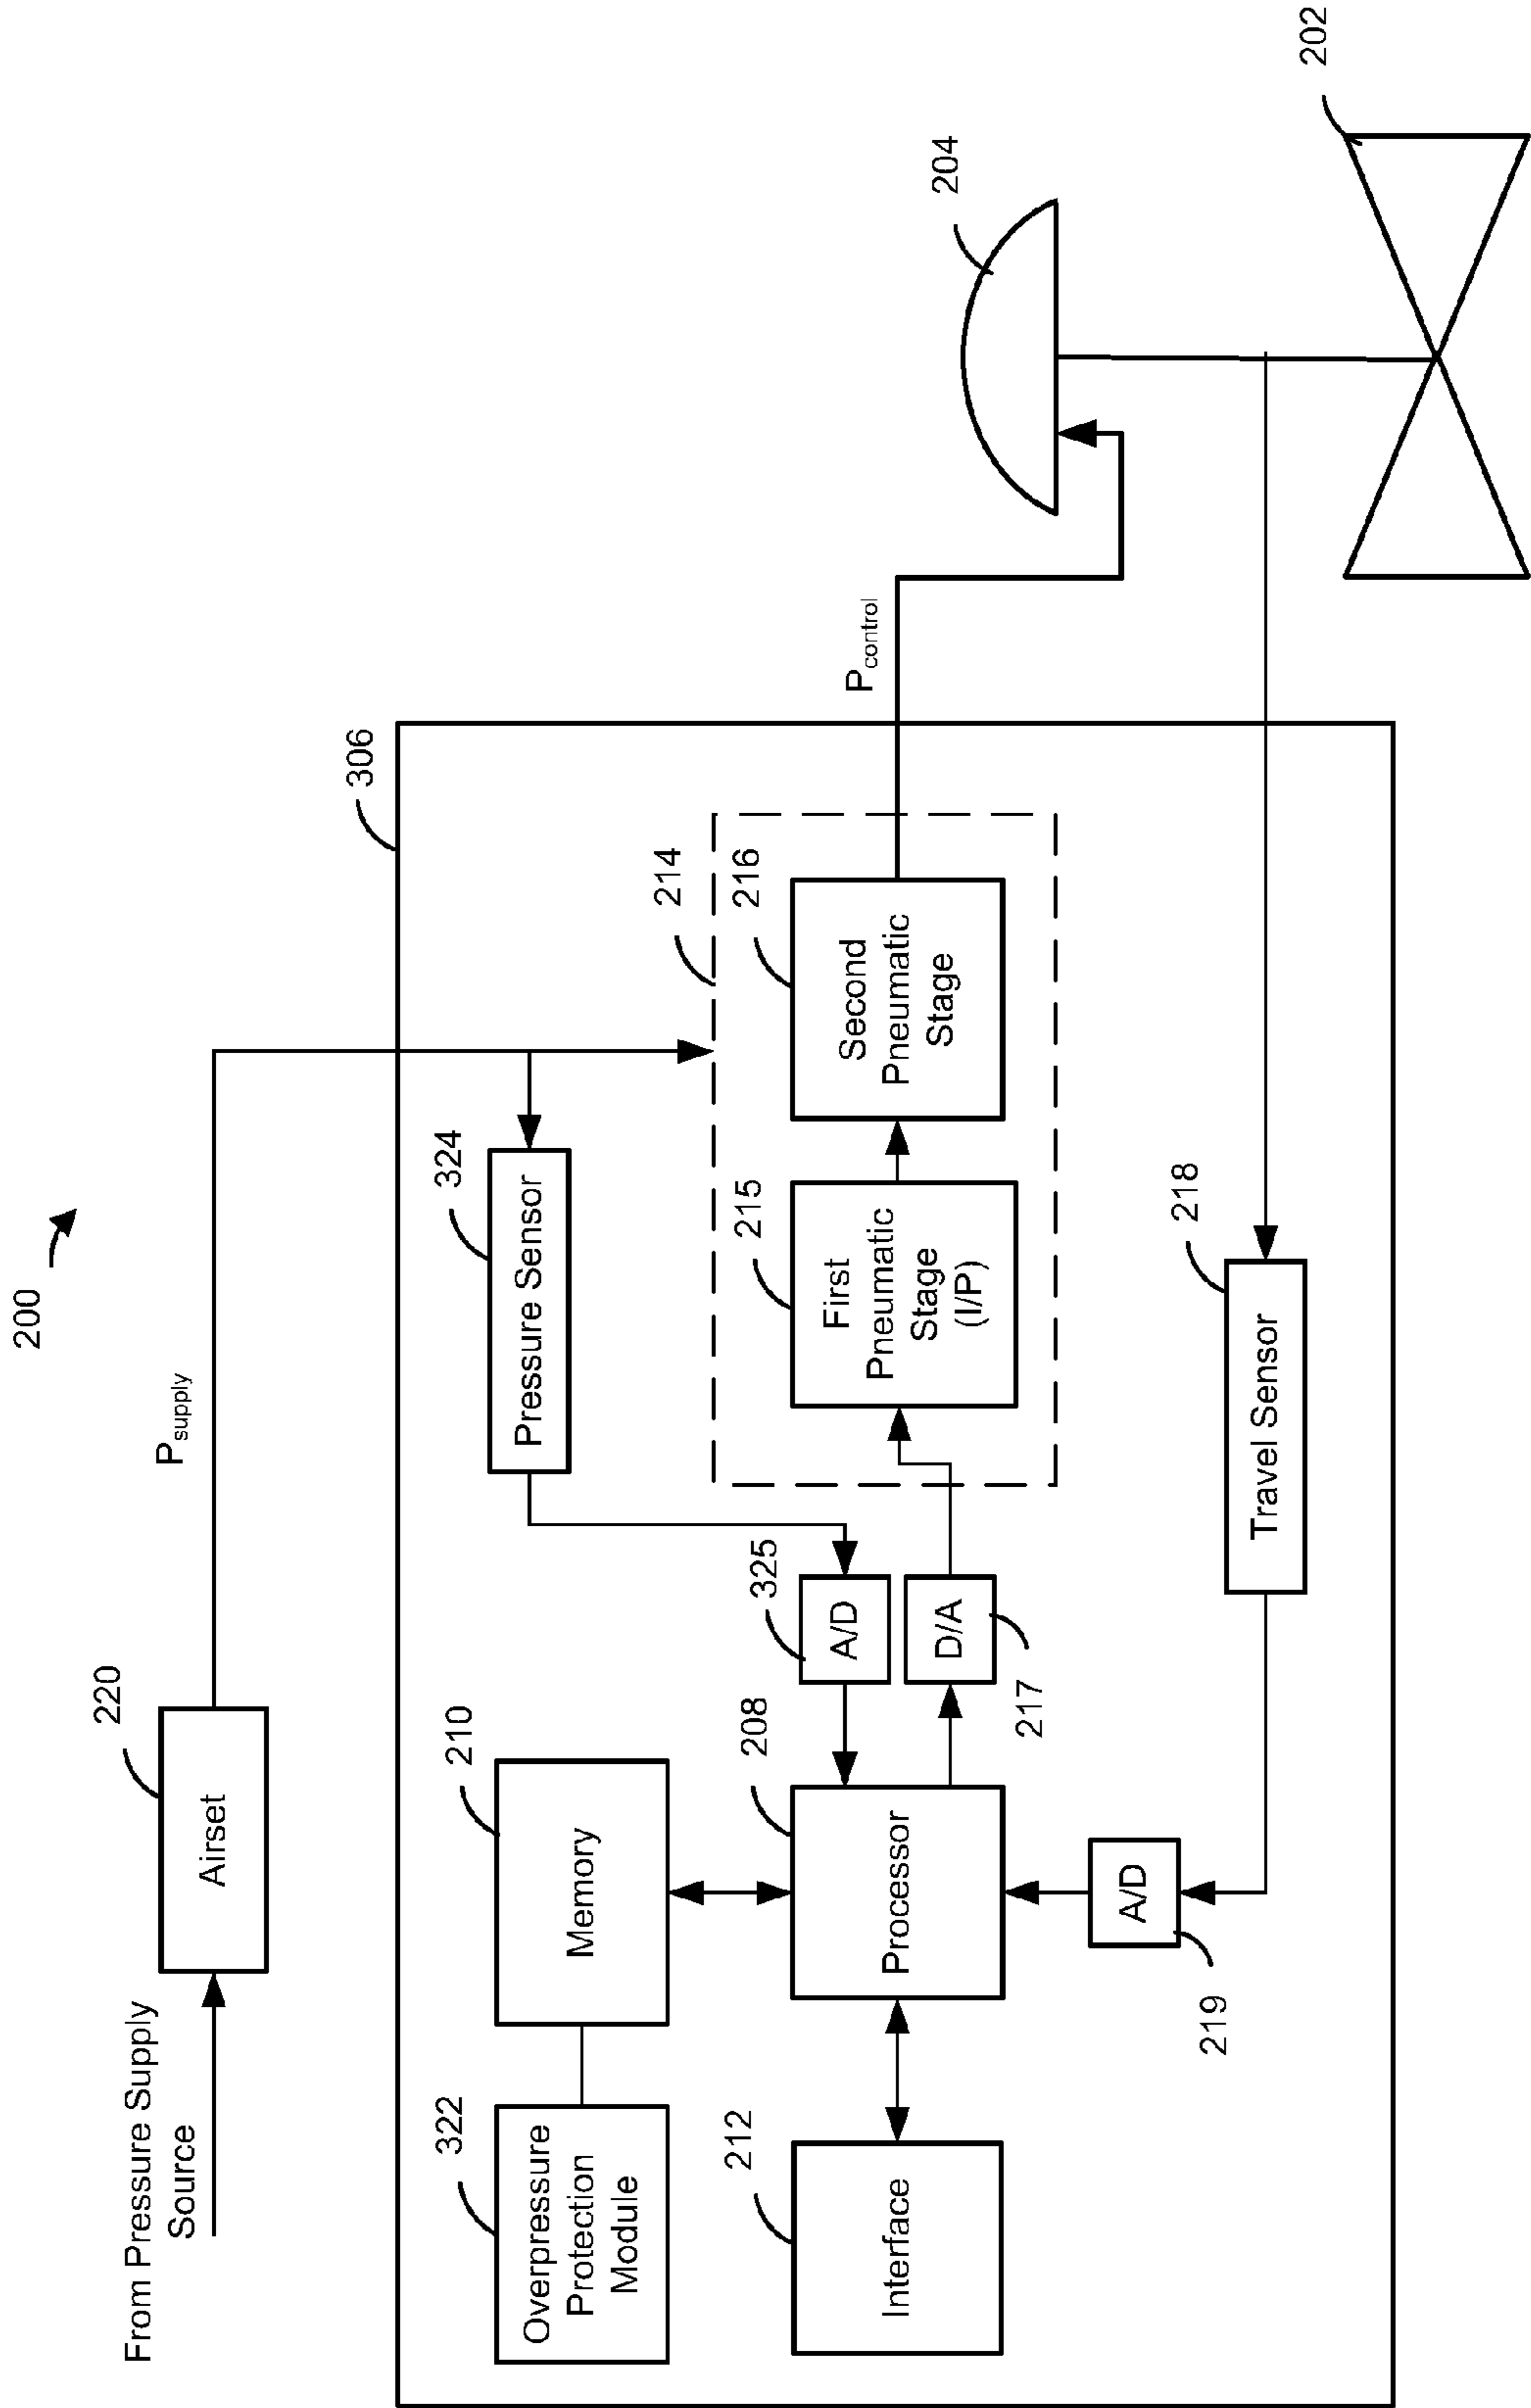 200
From Pressure Supply
Source
220
Airset
P supply
306
322
Overpressure
Protection
Module
210
Memory
324
Pressure Sensor
214
212
Interface
208
Processor
325
A/D
D/A
217
215
First
Pneumatic
Stage
(I/P)
216
Second
Pneumatic
Stage
P control
204
219
A/D
218
Travel Sensor
202